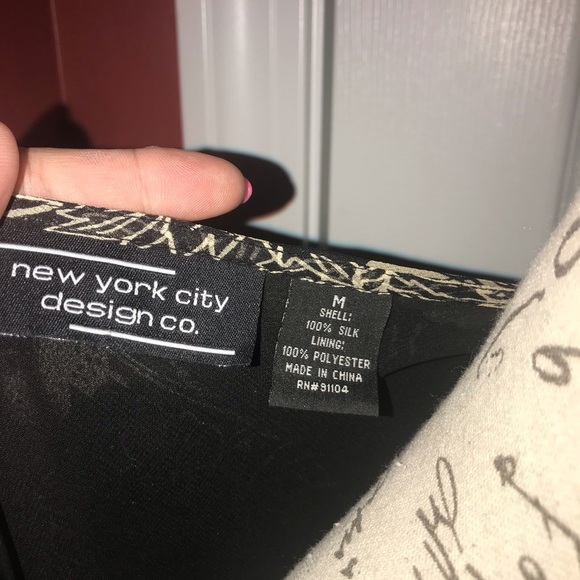 new york city
design co.
M
SHELL:
100% SILK
LINING:
100% POLYESTER
MADE IN CHINA
RN#91104